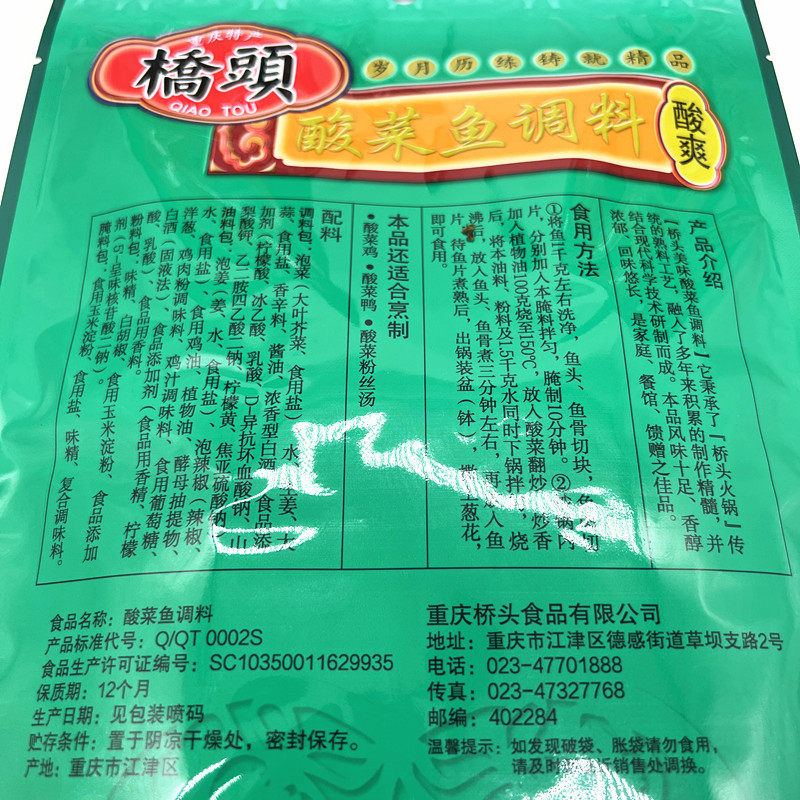 重庆特产
橋頭
QIAO TOU
岁月历练铸就精品
酸菜鱼调料
酸爽
产品介绍
『桥头美味酸菜鱼调料』它秉承了『桥头火锅』传
统的熟料工艺，融入了多年来积累的制作精髓，并
结合现代科学技术研制而成。本品风味十足、香醇
浓郁、回味悠长，是家庭、餐馆、馈赠之佳品。
食用方法
①将鱼1千克左右洗净，鱼头、鱼骨切块，鱼 切
片，分别加入本腌料拌匀，腌制10分钟。② 锅内
加入植物油100克烧至120℃，放入酸菜翻炒 炒香
后，将本油料、粉料及1.5千克水同时下锅拌 ，烧
沸后，放入鱼头、鱼骨煮三分钟左右，再 入鱼
片，待鱼片煮熟后，出锅装盆（钵），撒 葱花，
即可食用。
本品还适合烹制
·酸菜鸡 ·酸菜鸭 ·酸菜粉丝汤
配料
调料包：泡菜（大叶芥菜、食用盐）、水、 姜、大
蒜、食用盐、香辛料、酱油、浓香型白酒、食品添
加剂（柠檬酸、冰乙酸、乳酸、D-异抗坏血酸钠、山
梨酸钾、乙二胺四乙酸二钠、柠檬黄、焦亚硫酸钠）
油料包：泡姜（姜、水、食用盐）、泡辣椒（辣椒、
水、食用盐）、食用鸡油、植物油、酵母抽提物、
洋葱、鸡肉粉调味料、鸡汁调味料、食用葡萄糖、
白酒（固液法）、食品添加剂（食品用香精、柠檬
酸、乳酸）、食品用香料。
粉料包：味精、白胡椒、食用玉米淀粉、食品添加
剂（5'-呈味核苷酸二钠）。
腌料包：食用玉米淀粉、食用盐、味精、复合调味料。
食品名称：酸菜鱼调料
产品标准代号：Q/QT 0002S
食品生产许可证编号：SC10350011629935
保质期：12个月
生产日期：见包装喷码
贮存条件：置于阴凉干燥处，密封保存。
产地：重庆市江津区
重庆桥头食品有限公司
地址：重庆市江津区德感街道草坝支路2号
电话：023-47701888
传真：023-47327768
邮编：402284
温馨提示：如发现破袋、胀袋请勿食用，
请及时 近销售处调换。